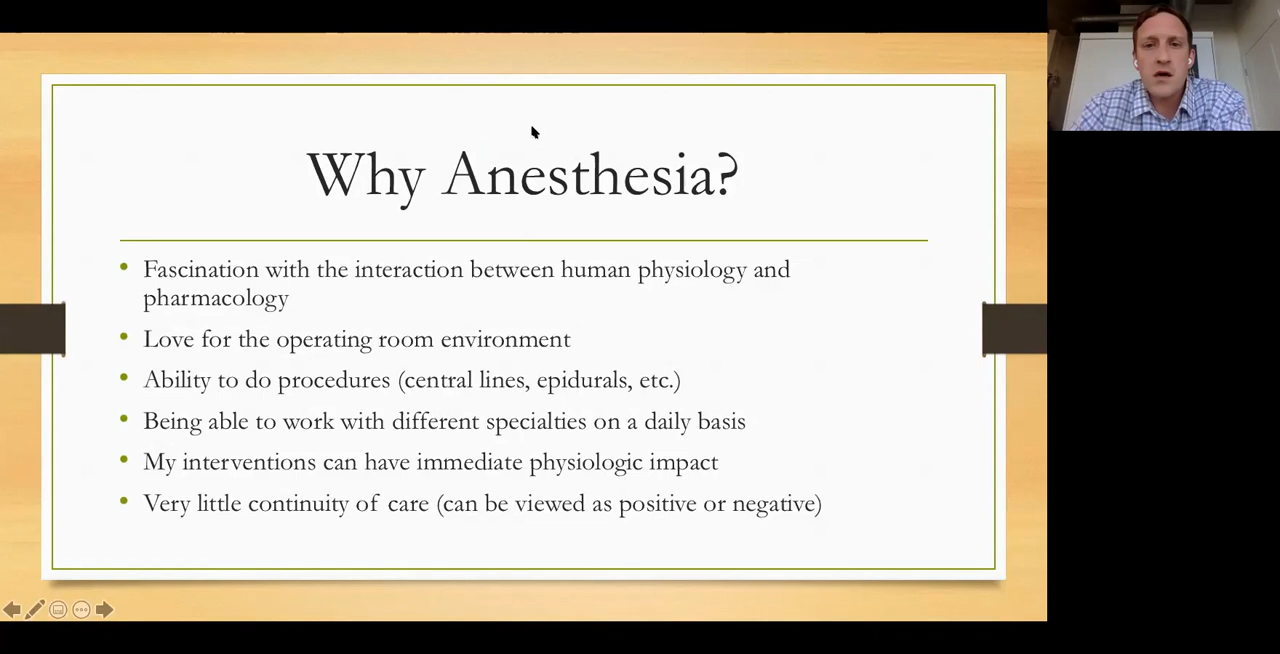 Why Anesthesia?
• Fascination with the interaction between human physiology and
pharmacology
• Love for the operating room environment
• Ability to do procedures (central lines, epidurals, etc.)
• Being able to work with different specialties on a daily basis
• My interventions can have immediate physiologic impact
• Very little continuity of care (can be viewed as positive or negative)